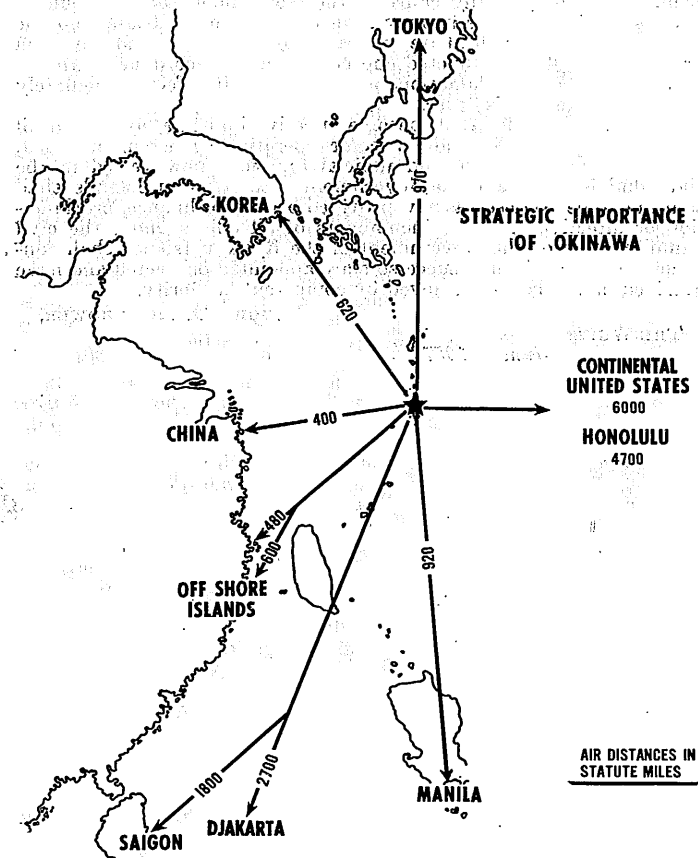 TOKYO
970
KOREA
STRATEGIC IMPORTANCE
OF OKINAWA
620
CONTINENTAL
UNITED STATES
6000
HONOLULU
4700
CHINA
400
480
600
920
OFF SHORE
ISLANDS
1800
2700
AIR DISTANCES IN
STATUTE MILES
MANILA
SAIGON
DJAKARTA